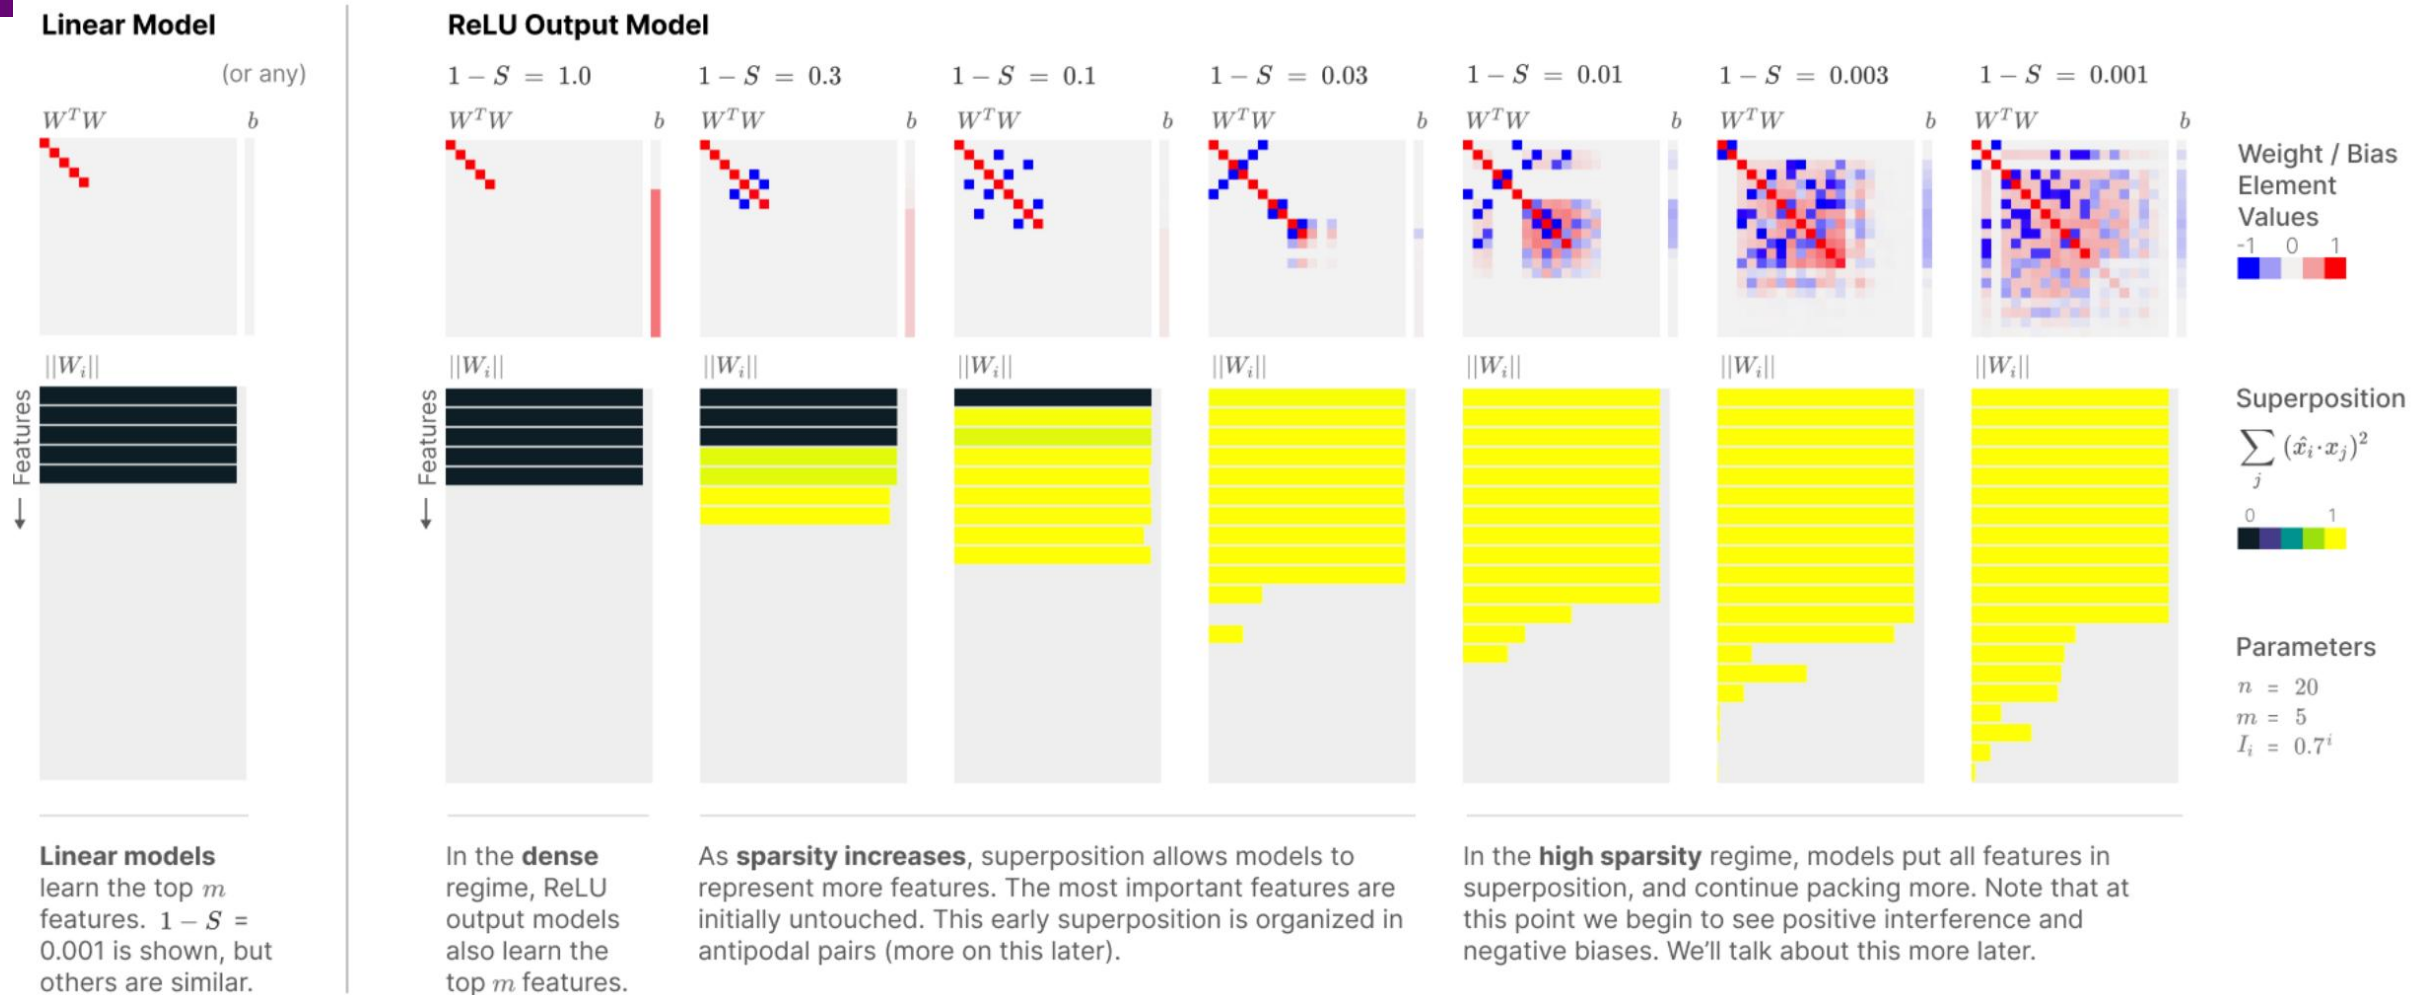 Linear Model
(or any)
W^T W
b
||W_i||
← Features
Linear models
learn the top m
features. 1 − S =
0.001 is shown, but
others are similar.
ReLU Output Model
1 − S = 1.0
1 − S = 0.3
1 − S = 0.1
1 − S = 0.03
1 − S = 0.01
1 − S = 0.003
1 − S = 0.001
W^T W b
W^T W b
W^T W b
W^T W b
W^T W b
W^T W b
W^T W b
||W_i||
||W_i||
||W_i||
||W_i||
||W_i||
||W_i||
||W_i||
← Features
In the dense
regime, ReLU
output models
also learn the
top m features.
As sparsity increases, superposition allows models to
represent more features. The most important features are
initially untouched. This early superposition is organized in
antipodal pairs (more on this later).
In the high sparsity regime, models put all features in
superposition, and continue packing more. Note that at
this point we begin to see positive interference and
negative biases. We’ll talk about this more later.
Weight / Bias
Element
Values
-1 0 1
Superposition
∑_j (x̂_i · x_j)^2
0 1
Parameters
n = 20
m = 5
I_i = 0.7^i